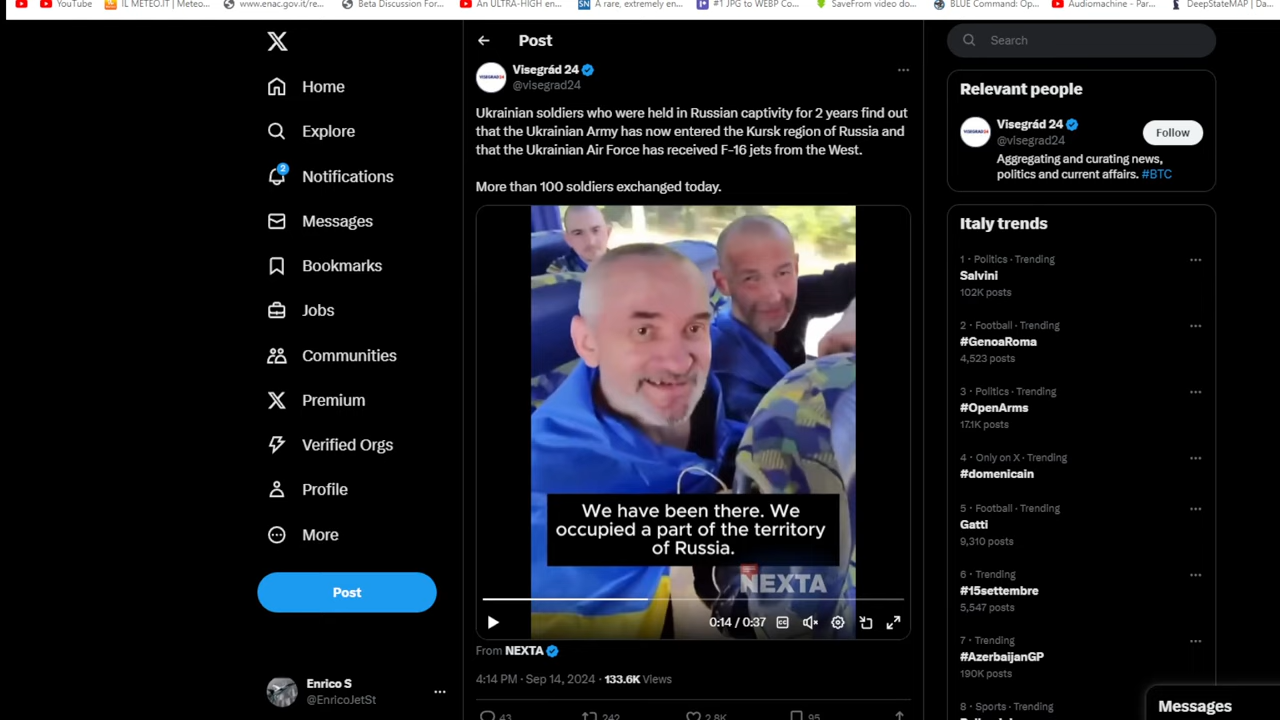 YouTube
IL METEO.IT | Meteo...
www.enac.gov.it/re...
Beta Discussion For...
An ULTRA-HIGH en...
A rare, extremely en...
#1 JPG to WEBP Co...
SaveFrom video do...
BLUE Command: Op...
Audiomachine - Par...
DeepStateMAP | Da...
Home
Explore
2
Notifications
Messages
Bookmarks
Jobs
Communities
Premium
Verified Orgs
Profile
More
Post
Enrico S
@EnricoJetSt
Post
Visegrád 24
@visegrad24
Ukrainian soldiers who were held in Russian captivity for 2 years find out
that the Ukrainian Army has now entered the Kursk region of Russia and
that the Ukrainian Air Force has received F-16 jets from the West.
More than 100 soldiers exchanged today.
We have been there. We
occupied a part of the territory
of Russia.
NEXTA
0:14 / 0:37
From NEXTA
4:14 PM · Sep 14, 2024 · 133.6K Views
43 242 2.8K 95
Search
Relevant people
Visegrád 24
@visegrad24
Follow
Aggregating and curating news,
politics and current affairs. #BTC
Italy trends
1 · Politics · Trending
Salvini
102K posts
2 · Football · Trending
#GenoaRoma
4,523 posts
3 · Politics · Trending
#OpenArms
17.1K posts
4 · Only on X · Trending
#domenicain
5 · Football · Trending
Gatti
9,310 posts
6 · Trending
#15settembre
5,547 posts
7 · Trending
#AzerbaijanGP
190K posts
8 · Sports · Trending
Messages